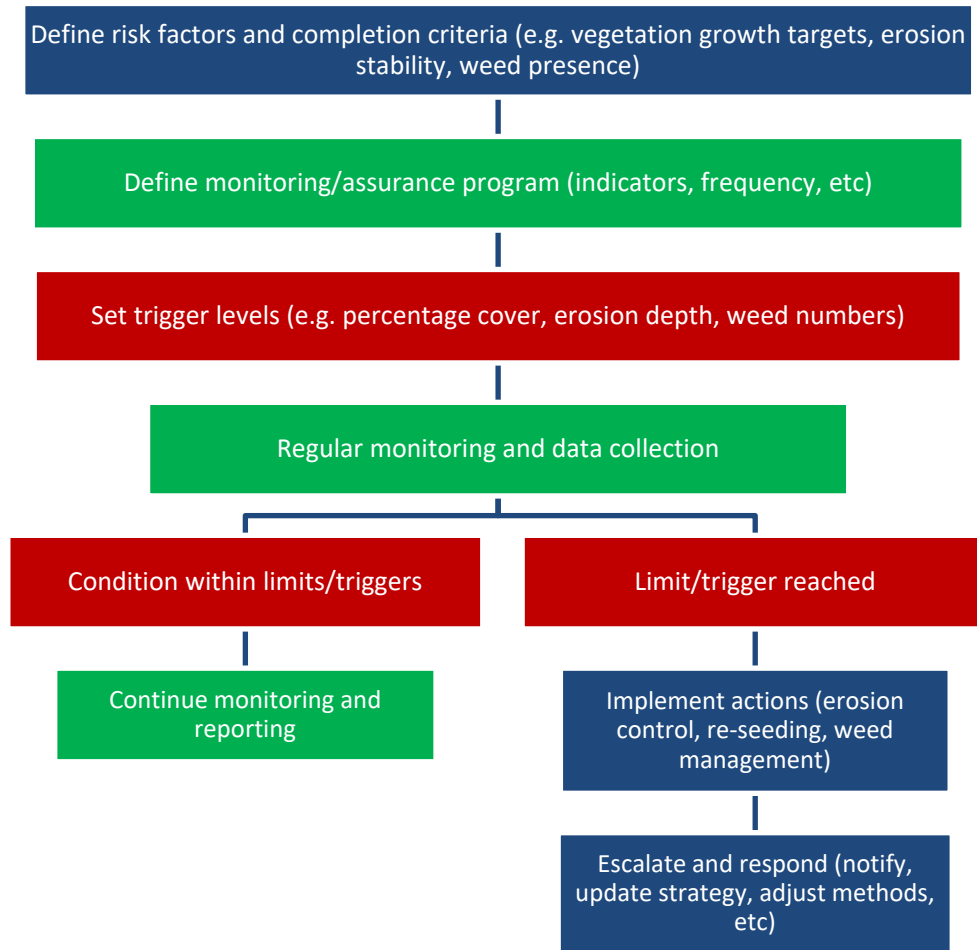 Define risk factors and completion criteria (e.g. vegetation growth targets, erosion
stability, weed presence)
Define monitoring/assurance program (indicators, frequency, etc)
Set trigger levels (e.g. percentage cover, erosion depth, weed numbers)
Regular monitoring and data collection
Condition within limits/triggers
Limit/trigger reached
Continue monitoring and
reporting
Implement actions (erosion
control, re-seeding, weed
management)
Escalate and respond (notify,
update strategy, adjust methods,
etc)